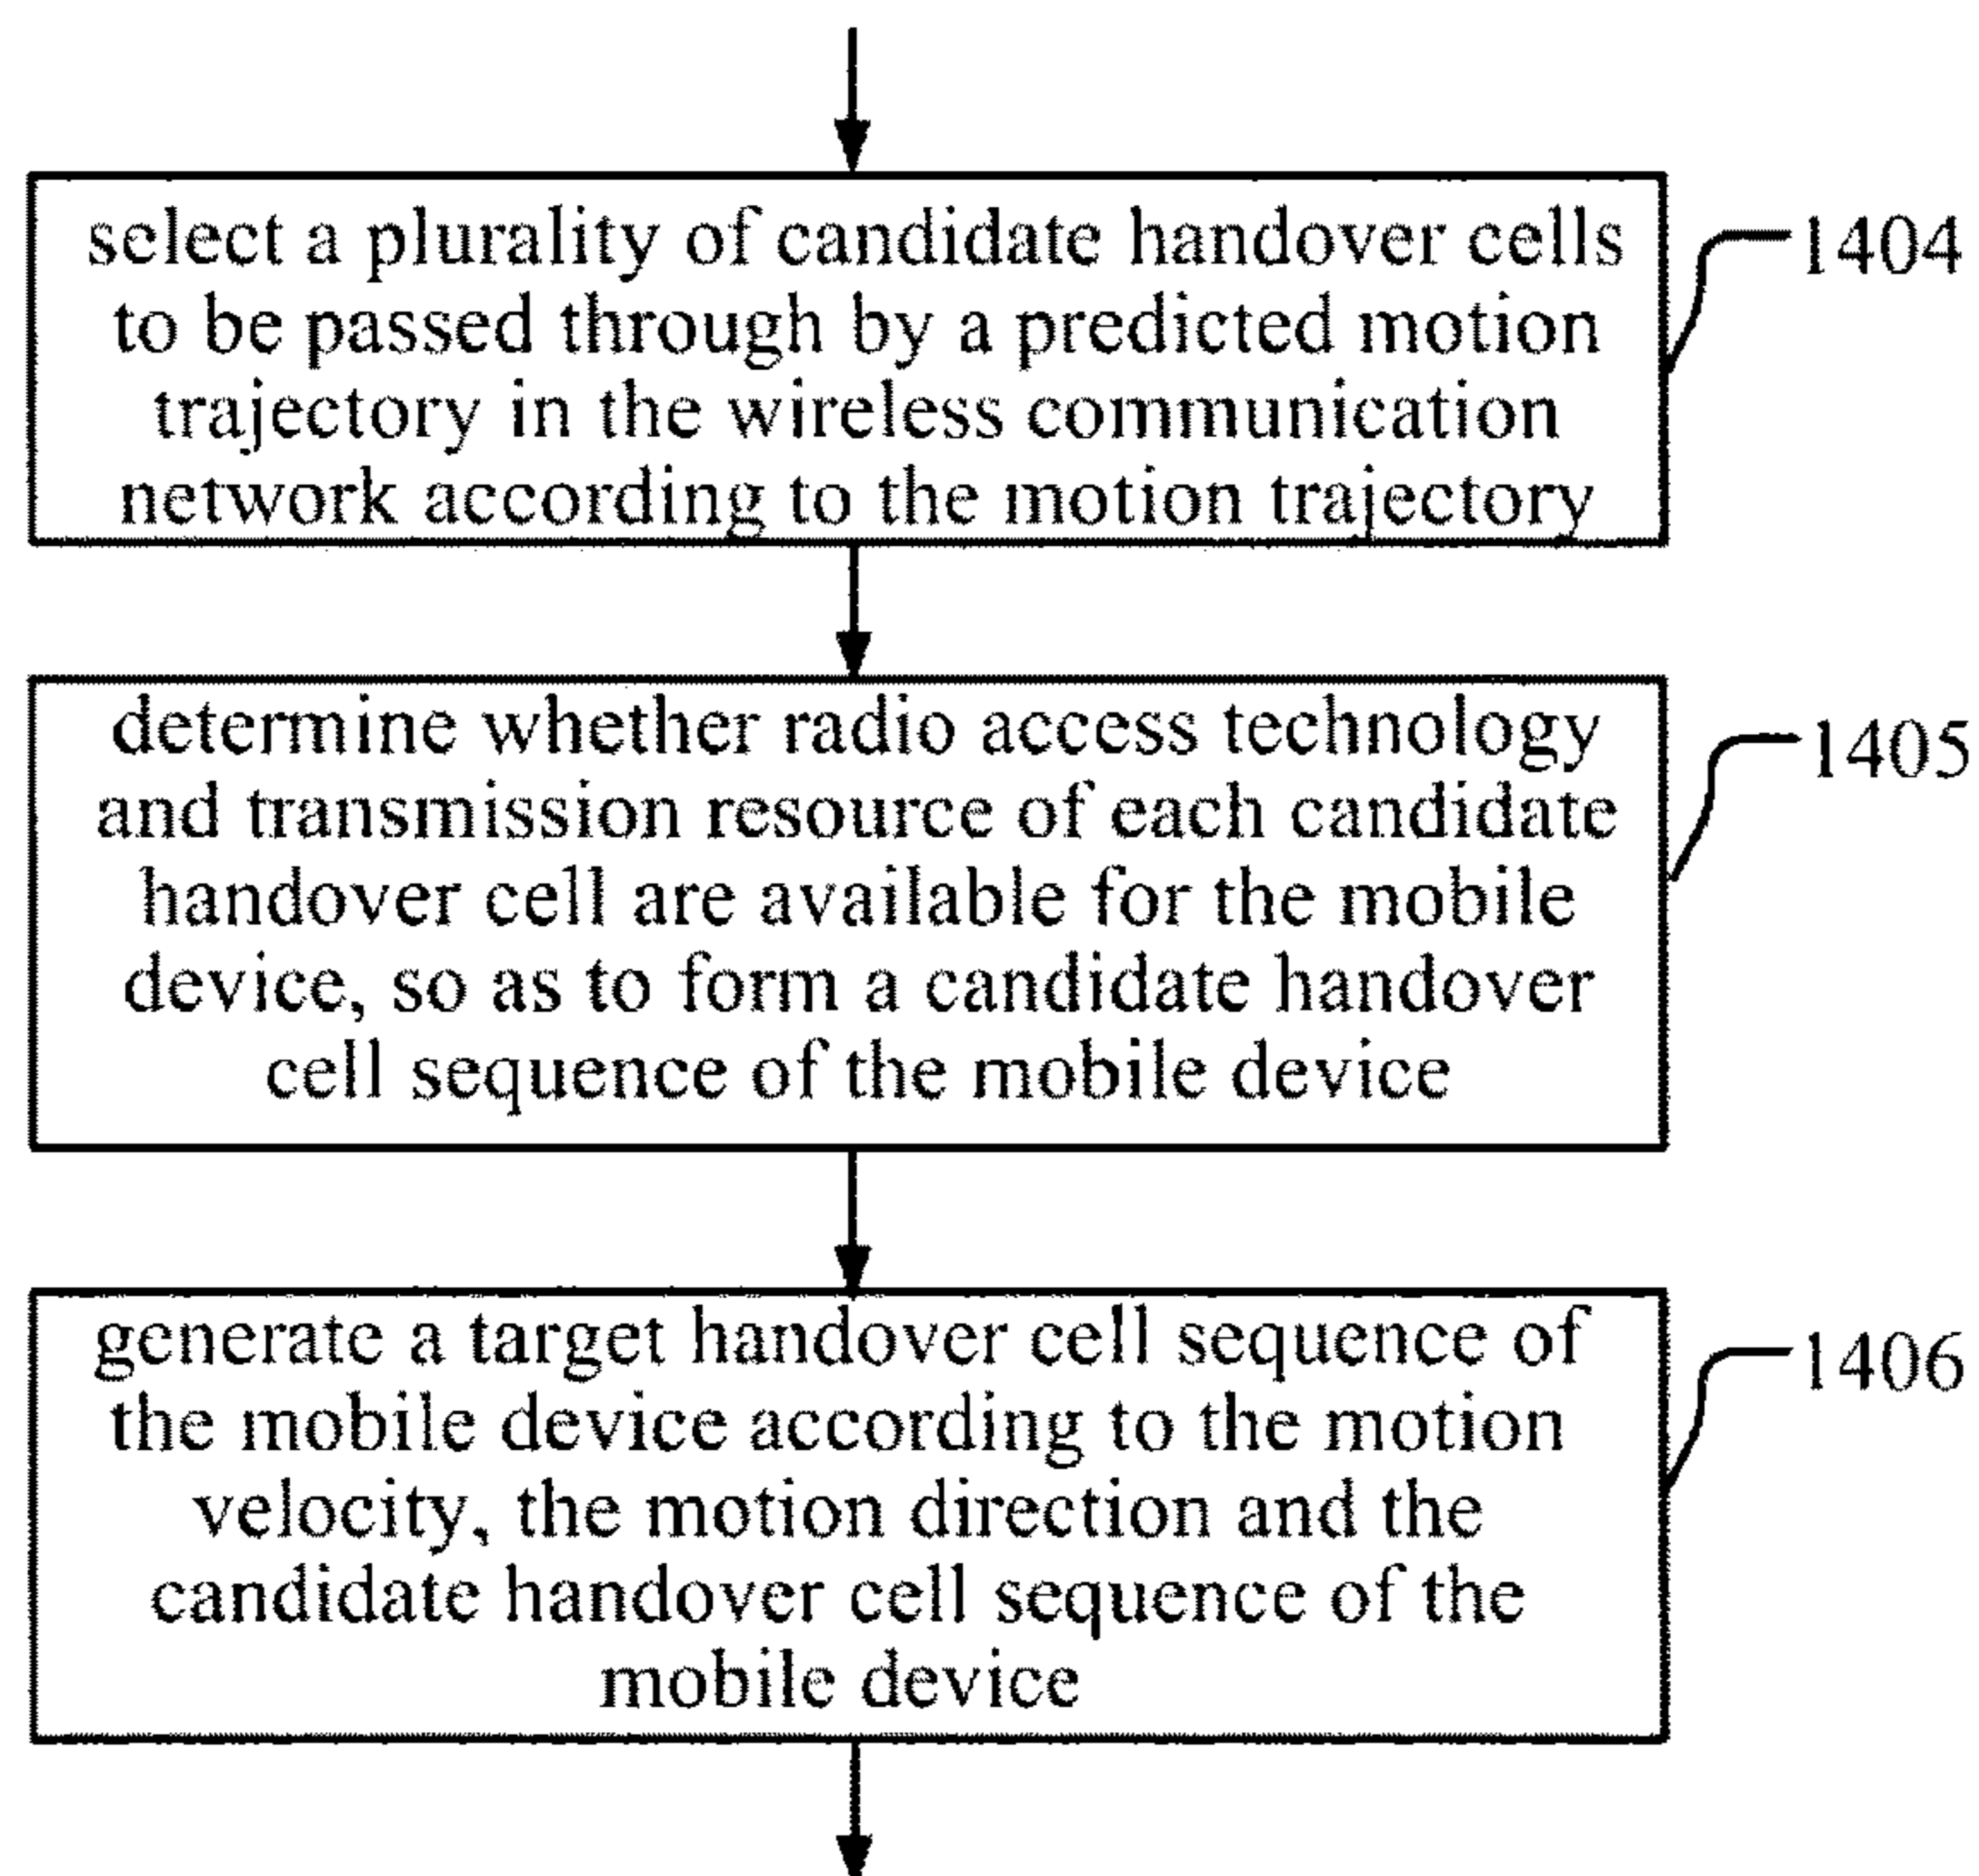 select a plurality of candidate handover cells
to be passed through by a predicted motion
trajectory in the wireless communication
network according to the motion trajectory
1404
determine whether radio access technology
and transmission resource of each candidate
handover cell are available for the mobile
device, so as to form a candidate handover
cell sequence of the mobile device
1405
generate a target handover cell sequence of
the mobile device according to the motion
velocity, the motion direction and the
candidate handover cell sequence of the
mobile device
1406